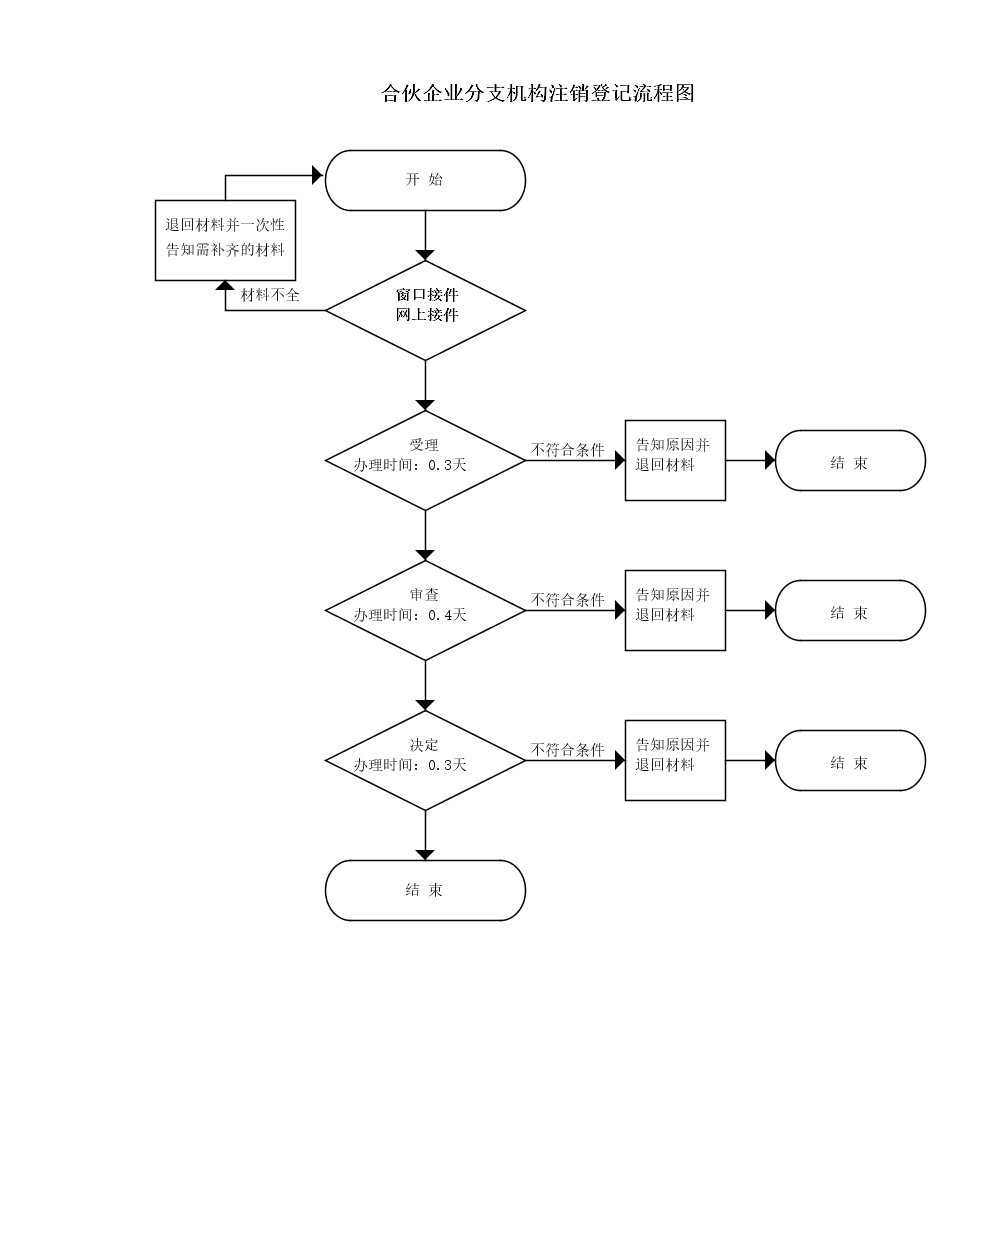 合伙企业分支机构注销登记流程图
开 始
退回材料并一次性
告知需补齐的材料
材料不全
窗口接件
网上接件
受理
办理时间：0.3天
不符合条件
告知原因并
退回材料
结 束
审查
办理时间：0.4天
不符合条件
告知原因并
退回材料
结 束
决定
办理时间：0.3天
不符合条件
告知原因并
退回材料
结 束
结 束